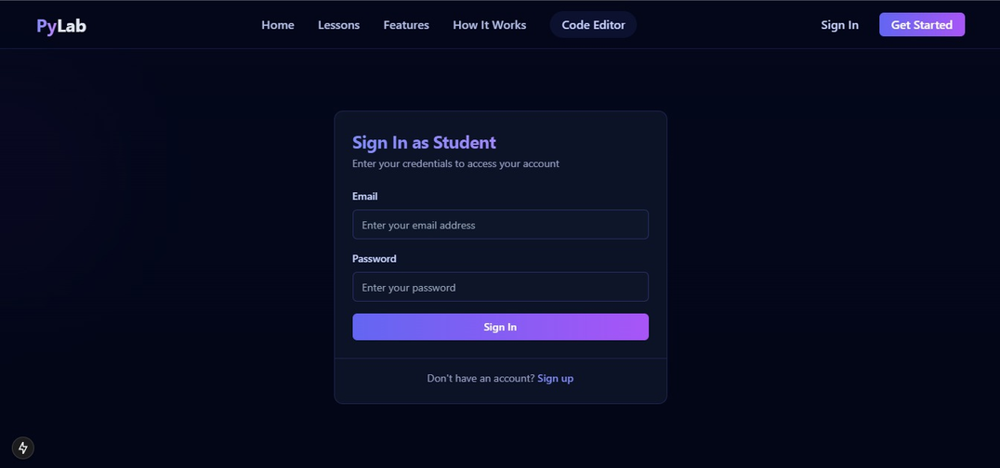 PyLab Home Lessons Features How It Works Code Editor Sign In Get Started
Sign In as Student
Enter your credentials to access your account
Email
Enter your email address
Password
Enter your password
Sign In
Don't have an account? Sign up